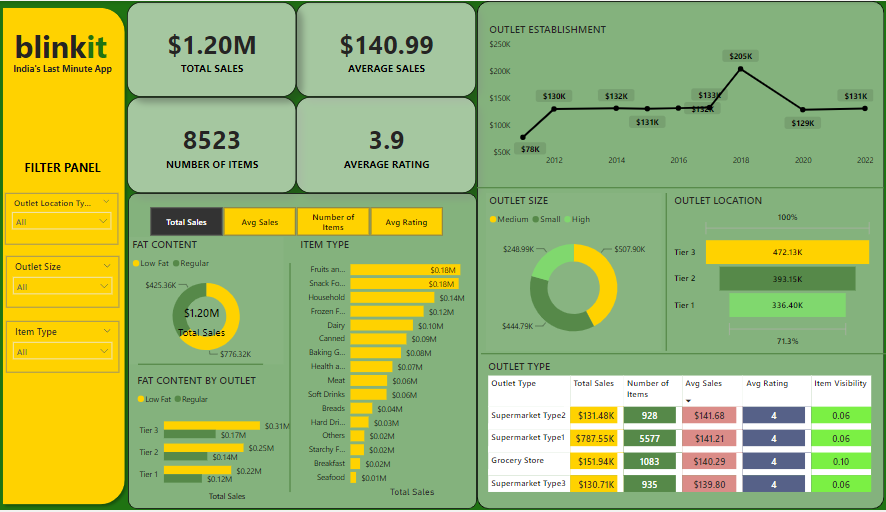 blinkit
India's Last Minute App
FILTER PANEL
Outlet Location Ty...
All
Outlet Size
All
Item Type
All
$1.20M
TOTAL SALES
$140.99
AVERAGE SALES
8523
NUMBER OF ITEMS
3.9
AVERAGE RATING
Total Sales
Avg Sales
Number of
Items
Avg Rating
FAT CONTENT
Low Fat Regular
$425.36K
$1.20M
Total Sales
$776.32K
FAT CONTENT BY OUTLET
Low Fat Regular
Tier 3 $0.31M
$0.17M
Tier 2 $0.25M
$0.14M
Tier 1 $0.22M
$0.12M
Total Sales
ITEM TYPE
Fruits an... $0.18M
Snack Fo... $0.18M
Household $0.14M
Frozen F... $0.12M
Dairy $0.10M
Canned $0.09M
Baking G... $0.08M
Health a... $0.07M
Meat $0.06M
Soft Drinks $0.06M
Breads $0.04M
Hard Dri... $0.03M
Others $0.02M
Starchy F... $0.02M
Breakfast $0.02M
Seafood $0.01M
Total Sales
OUTLET ESTABLISHMENT
$250K
$200K
$150K
$100K
$50K
$78K
$130K
$132K
$131K
$133K
$132K
$205K
$129K
$131K
2012 2014 2016 2018 2020 2022
OUTLET SIZE
Medium Small High
$248.99K
$507.90K
$444.79K
OUTLET LOCATION
100%
Tier 3 472.13K
Tier 2 393.15K
Tier 1 336.40K
71.3%
OUTLET TYPE
Outlet Type Total Sales Number of Items Avg Sales Avg Rating Item Visibility
Supermarket Type2 $131.48K 928 $141.68 4 0.06
Supermarket Type1 $787.55K 5577 $141.21 4 0.06
Grocery Store $151.94K 1083 $140.29 4 0.10
Supermarket Type3 $130.71K 935 $139.80 4 0.06